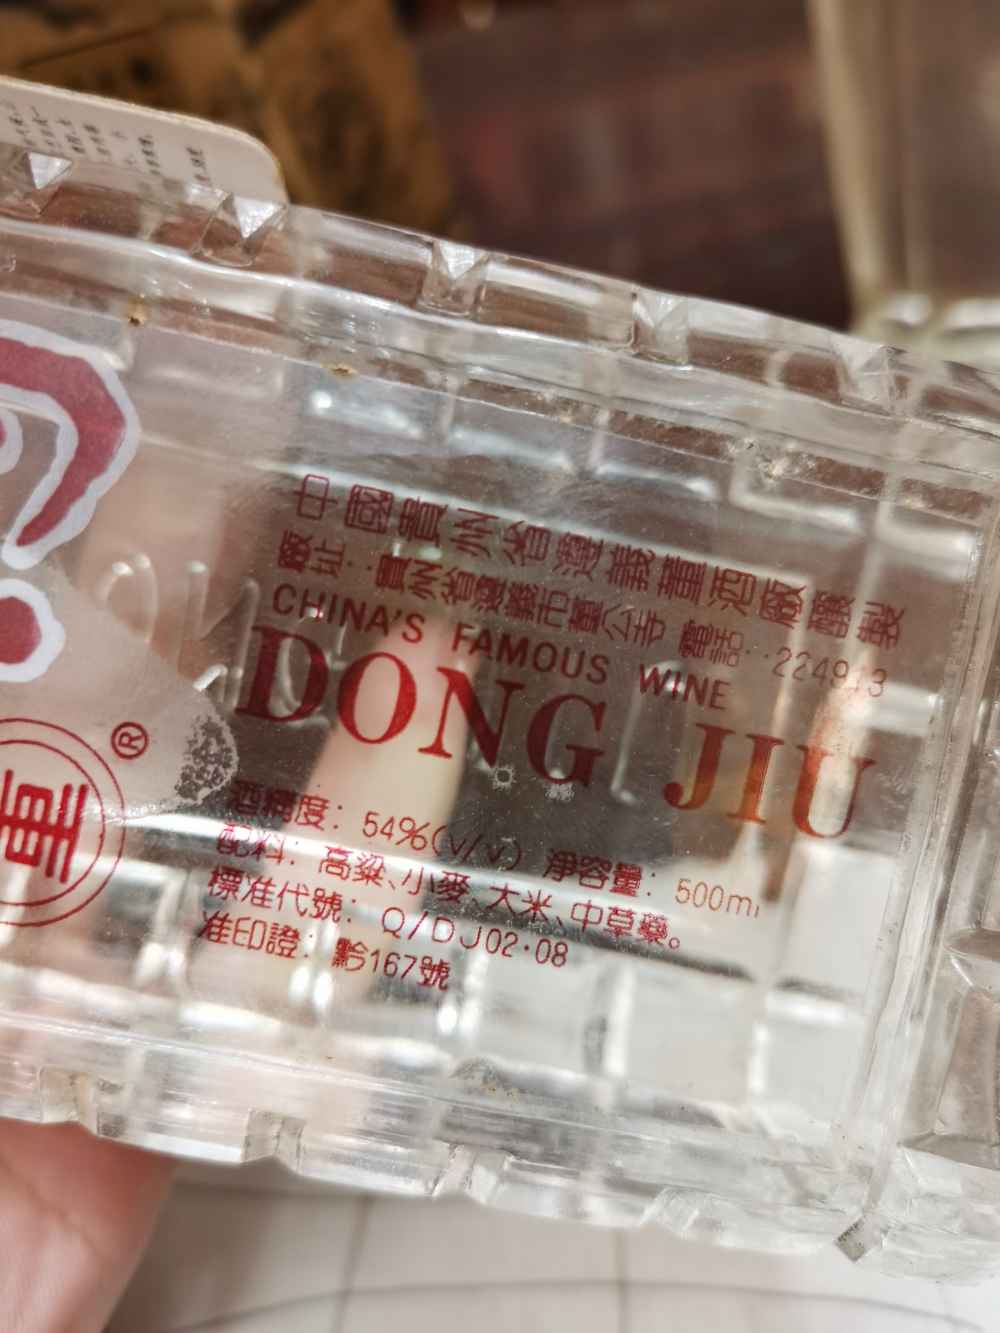 中國貴州省遵義董酒廠釀製
廠址：貴州省遵義市董公寺 電話：224913
CHINA'S FAMOUS WINE
DONG JIU
®
董
酒精度：54%(v/v) 淨容量：500ml
配料：高粱、小麥、大米、中草藥。
標准代號：Q/DJ02·08
准印證：黔167號